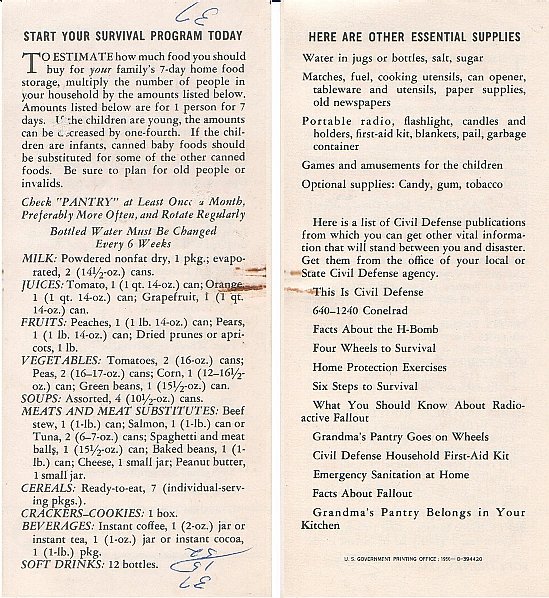 37
START YOUR SURVIVAL PROGRAM TODAY
TO ESTIMATE how much food you should
buy for your family's 7-day home food
storage, multiply the number of people in
your household by the amounts listed below.
Amounts listed below are for 1 person for 7
days. If the children are young, the amounts
can be decreased by one-fourth. If the chil-
dren are infants, canned baby foods should
be substituted for some of the other canned
foods. Be sure to plan for old people or
invalids.
Check "PANTRY" at Least Once a Month,
Preferably More Often, and Rotate Regularly
Bottled Water Must Be Changed
Every 6 Weeks
MILK: Powdered nonfat dry, 1 pkg.; evapo-
rated, 2 (14½-oz.) cans.
JUICES: Tomato, 1 (1 qt. 14-oz.) can; Orange
1 (1 qt. 14-oz.) can; Grapefruit, 1 (1 qt.
14-oz.) can.
FRUITS: Peaches, 1 (1 lb. 14-oz.) can; Pears,
1 (1 lb. 14-oz.) can; Dried prunes or apri-
cots, 1 lb.
VEGETABLES: Tomatoes, 2 (16-oz.) cans;
Peas, 2 (16–17-oz.) cans; Corn, 1 (12–16½-
oz.) can; Green beans, 1 (15½-oz.) can.
SOUPS: Assorted, 4 (10½-oz.) cans.
MEATS AND MEAT SUBSTITUTES: Beef
stew, 1 (1-lb.) can; Salmon, 1 (1-lb.) can or
Tuna, 2 (6–7-oz.) cans; Spaghetti and meat
balls, 1 (15½-oz.) can; Baked beans, 1 (1-
lb.) can; Cheese, 1 small jar; Peanut butter,
1 small jar.
CEREALS: Ready-to-eat, 7 (individual-serv-
ing pkgs.).
CRACKERS–COOKIES: 1 box.
BEVERAGES: Instant coffee, 1 (2-oz.) jar or
instant tea, 1 (1-oz.) jar or instant cocoa,
1 (1-lb.) pkg.
SOFT DRINKS: 12 bottles.
52
15
37
HERE ARE OTHER ESSENTIAL SUPPLIES
Water in jugs or bottles, salt, sugar
Matches, fuel, cooking utensils, can opener,
tableware and utensils, paper supplies,
old newspapers
Portable radio, flashlight, candles and
holders, first-aid kit, blankets, pail, garbage
container
Games and amusements for the children
Optional supplies: Candy, gum, tobacco
Here is a list of Civil Defense publications
from which you can get other vital informa-
tion that will stand between you and disaster.
Get them from the office of your local or
State Civil Defense agency.
This Is Civil Defense
640–1240 Conelrad
Facts About the H-Bomb
Four Wheels to Survival
Home Protection Exercises
Six Steps to Survival
What You Should Know About Radio-
active Fallout
Grandma's Pantry Goes on Wheels
Civil Defense Household First-Aid Kit
Emergency Sanitation at Home
Facts About Fallout
Grandma's Pantry Belongs in Your
Kitchen
U. S. GOVERNMENT PRINTING OFFICE : 1956—O-394420